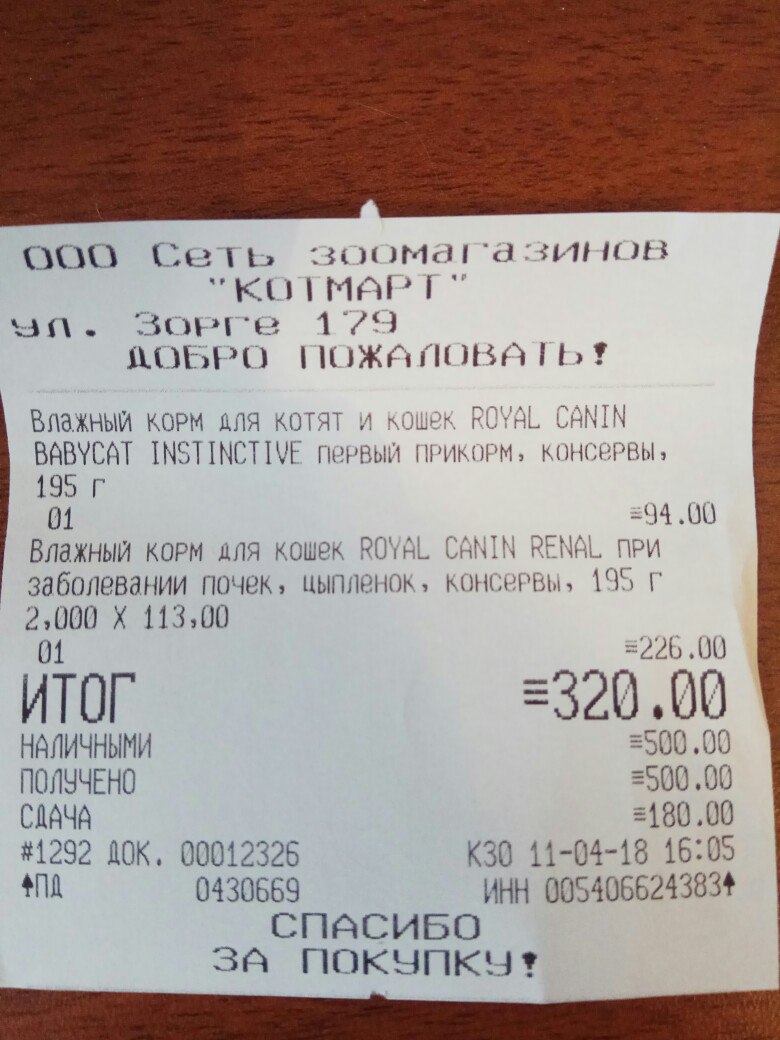 ООО Сеть зоомагазинов
"КОТМАРТ"
ул. Зорге 179
ДОБРО ПОЖАЛОВАТЬ!
Влажный корм для котят и кошек ROYAL CANIN
BABYCAT INSTINCTIVE первый прикорм, консервы,
195 г
01 ≡94.00
Влажный корм для кошек ROYAL CANIN RENAL при
заболевании почек, цыпленок, консервы, 195 г
2,000 X 113,00
01 ≡226.00
ИТОГ ≡320.00
НАЛИЧНЫМИ ≡500.00
ПОЛУЧЕНО ≡500.00
СДАЧА ≡180.00
#1292 ДОК. 00012326 К30 11-04-18 16:05
↑ПД 0430669 ИНН 005406624383↑
СПАСИБО
ЗА ПОКУПКУ!